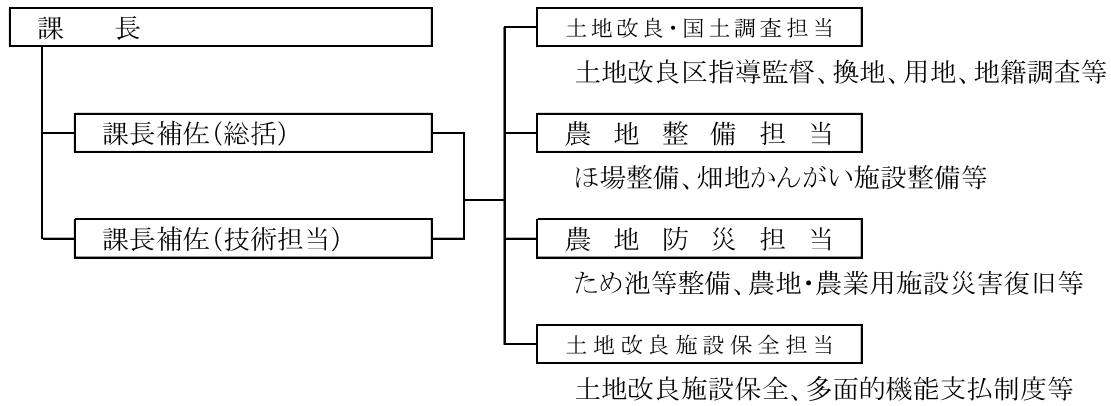 課　　長
課長補佐（総括）
課長補佐（技術担当）
土地改良・国土調査担当
土地改良区指導監督、換地、用地、地籍調査等
農地整備担当
ほ場整備、畑地かんがい施設整備等
農地防災担当
ため池等整備、農地・農業用施設災害復旧等
土地改良施設保全担当
土地改良施設保全、多面的機能支払制度等